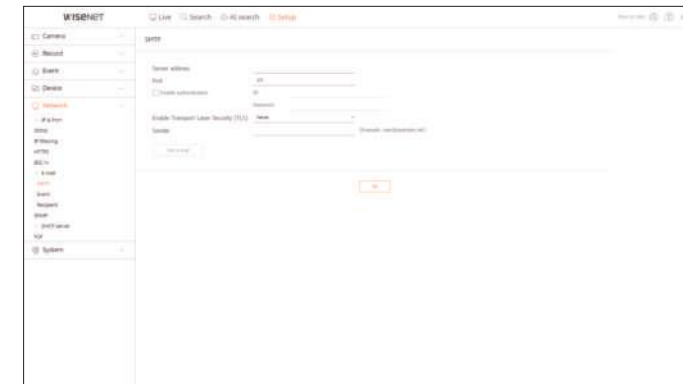 WISENET
Live Search AI search Setup
Camera
Record
Event
Device
Network
IP & Port
DDNS
IP filtering
HTTPS
802.1x
E-mail
SMTP
Event
Recipient
SNMP
DHCP server
System
SMTP
Server address
Port
Enable authentication ID
Password
Enable Transport Layer Security (TLS) Never
Sender
Test e-mail
OK